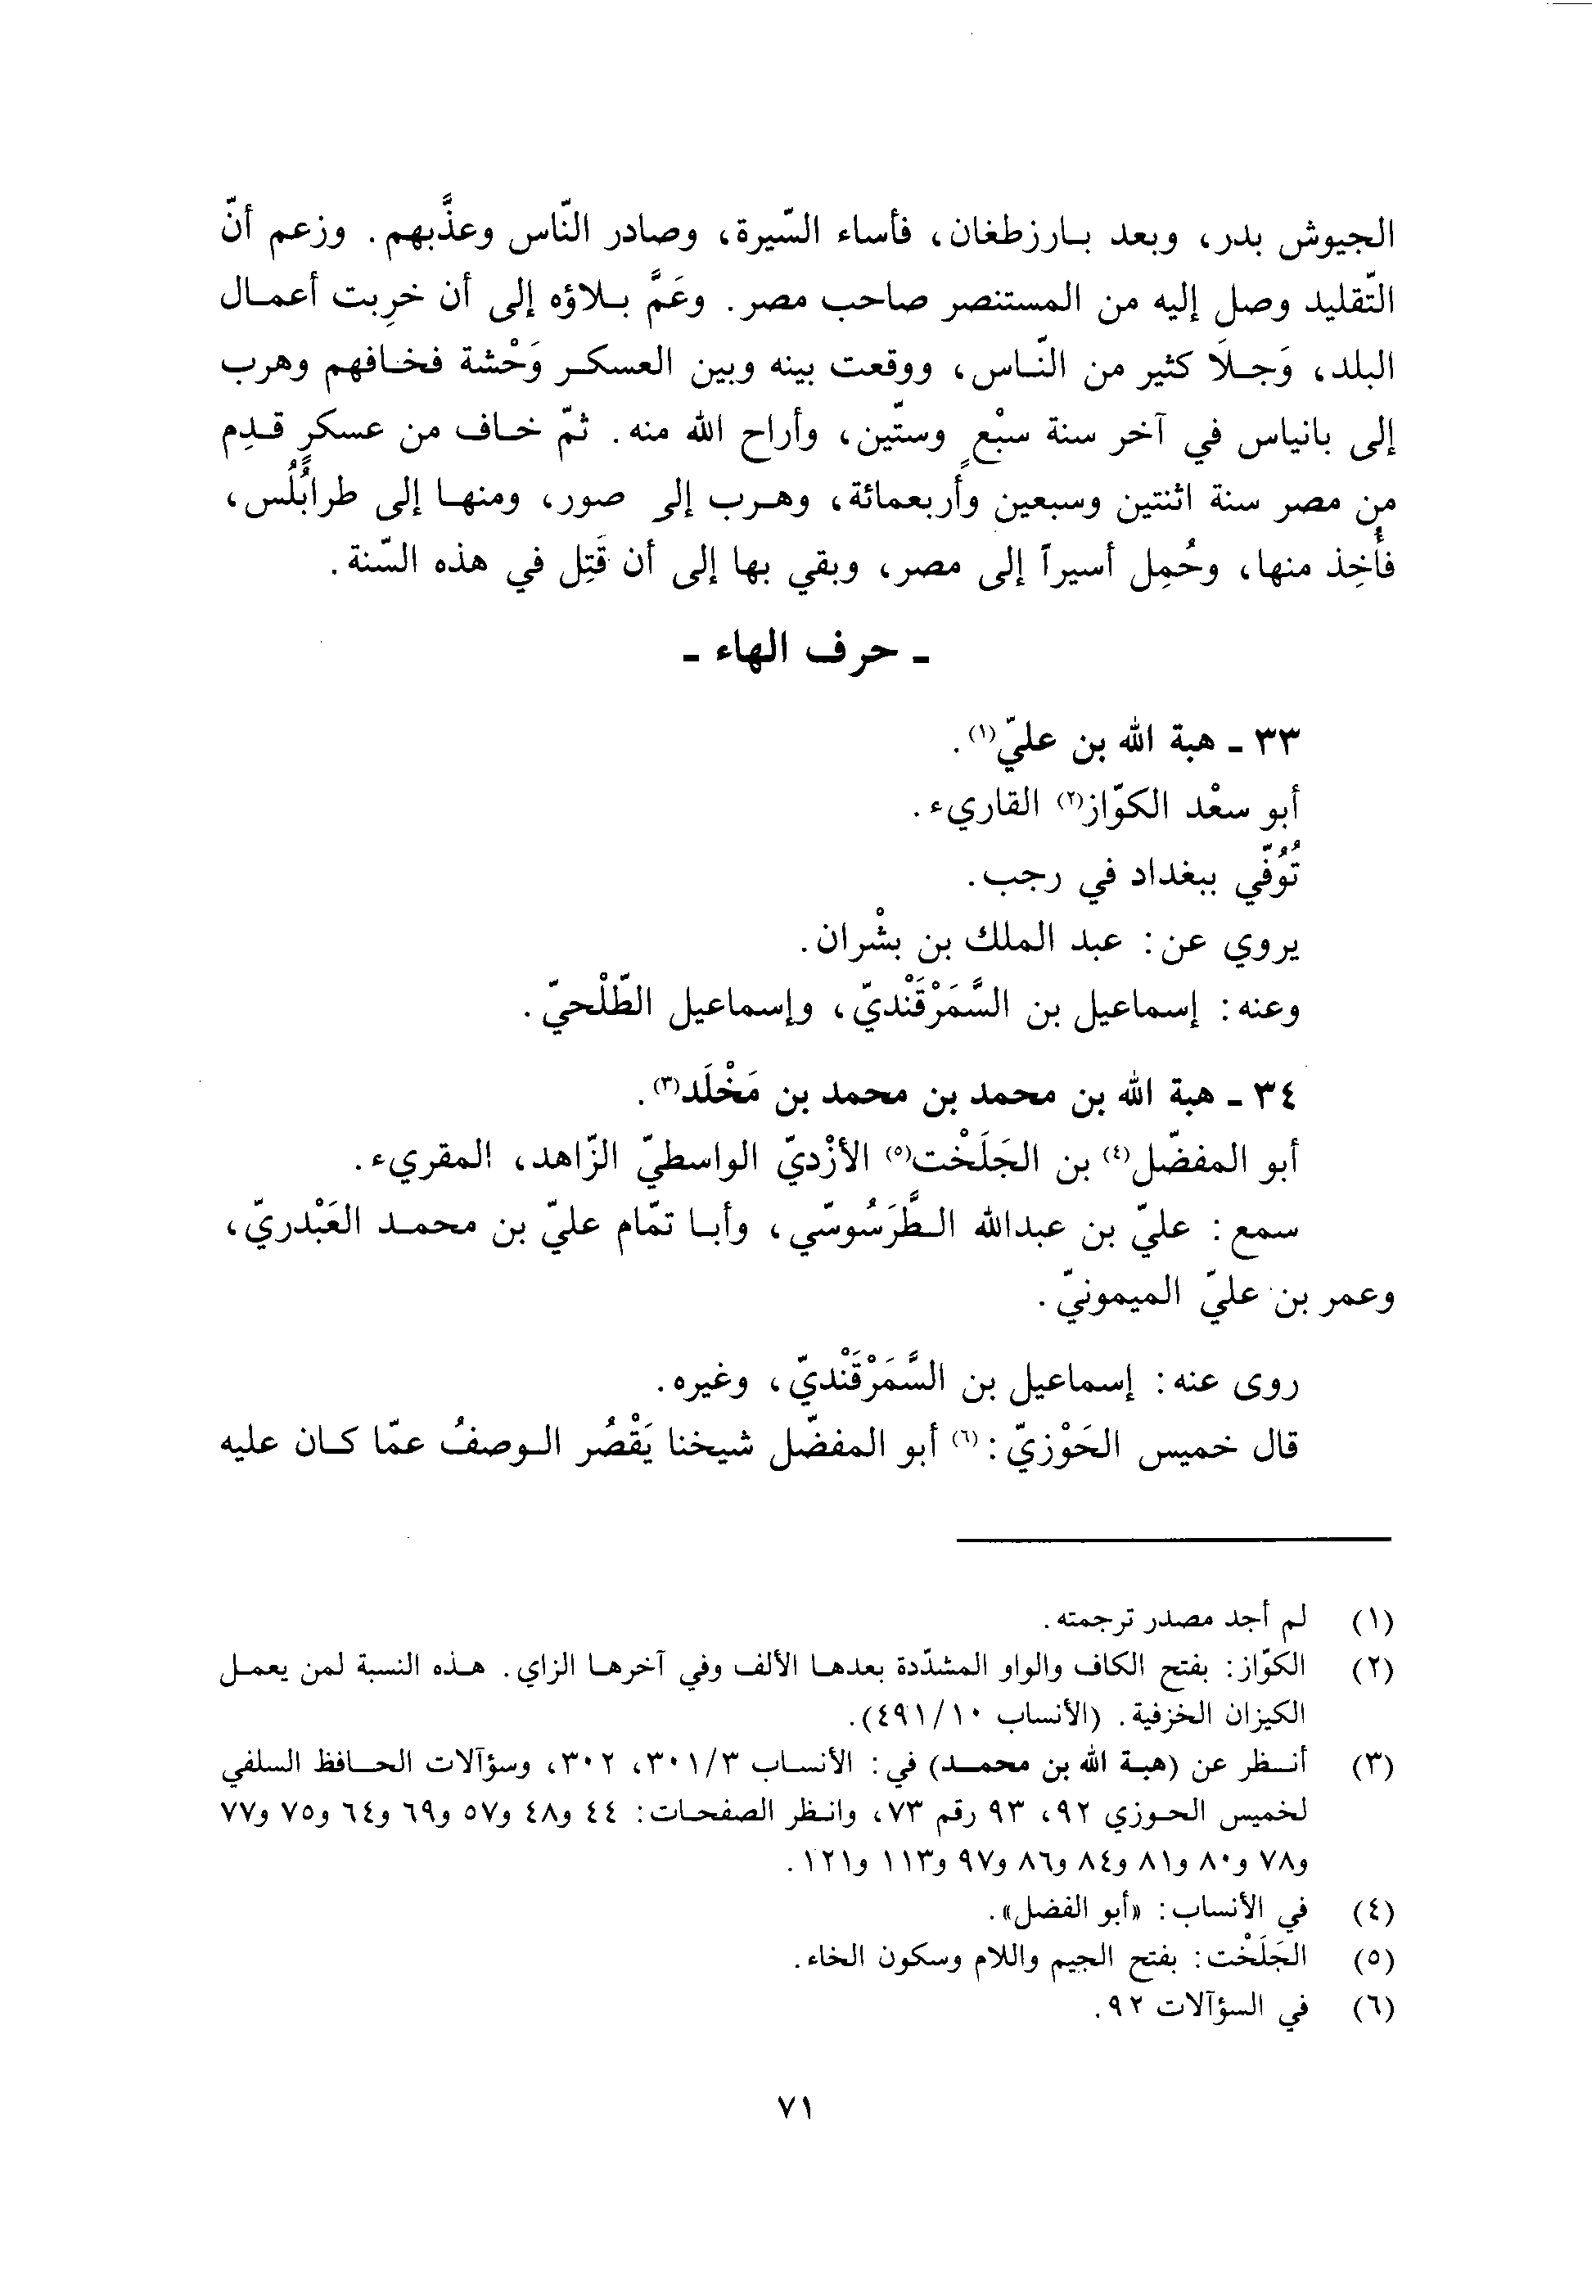 الجيوش بدر، وبعد بارزطغان، فأساء السّيرة، وصادر النّاس وعذَّبهم. وزعم أنّ
التّقليد وصل إليه من المستنصر صاحب مصر. وعَمَّ بلاؤه إلى أن خرِبت أعمال
البلد، وَجلَا كثير من النّاس، ووقعت بينه وبين العسكر وَحْشة فخافهم وهرب
إلى بانياس في آخر سنة سبْعٍ وستّين، وأراح الله منه. ثمّ خاف من عسكرٍ قدِم
من مصر سنة اثنتين وسبعين وأربعمائة، وهرب إلى صور، ومنها إلى طرابُلُس،
فأُخِذ منها، وحُمِل أسيراً إلى مصر، وبقي بها إلى أن قَتِل في هذه السّنة.
ـ حرف الهاء ـ
٣٣ ـ هبة الله بن عليّ(١).
أبو سعْد الكوّاز(٢) القاريء.
تُوُفّي ببغداد في رجب.
يروي عن: عبد الملك بن بشْران.
وعنه: إسماعيل بن السَّمَرْقَنْديّ، وإسماعيل الطّلْحيّ.
٣٤ ـ هبة الله بن محمد بن محمد بن مَخْلَد(٣).
أبو المفضّل(٤) بن الجَلَخْت(٥) الأزْديّ الواسطيّ الزّاهد، المقريء.
سمع: عليّ بن عبدالله الطَّرَسُوسّي، وأبا تمّام عليّ بن محمد العَبْدريّ،
وعمر بن عليّ الميمونيّ.
روى عنه: إسماعيل بن السَّمَرْقَنْديّ، وغيره.
قال خميس الحَوْزيّ:(٦) أبو المفضّل شيخنا يَقْصُر الوصفُ عمّا كان عليه
(١) لم أجد مصدر ترجمته.
(٢) الكوّاز: بفتح الكاف والواو المشدّدة بعدها الألف وفي آخرها الزاي. هذه النسبة لمن يعمل
الكيزان الخزفية. (الأنساب ٤٩١/١٠).
(٣) أنظر عن (هبة الله بن محمد) في: الأنساب ٣٠١/٣، ٣٠٢، وسؤآلات الحافظ السلفي
لخميس الحوزي ٩٢، ٩٣ رقم ٧٣، وانظر الصفحات: ٤٤ و٤٨ و٥٧ و٦٩ و٦٤ و٧٥ و٧٧
و٧٨ و٨٠ و٨١ و٨٤ و٨٦ و٩٧ و١١٣ و١٢١.
(٤) في الأنساب: «أبو الفضل».
(٥) الجَلَخْت: بفتح الجيم واللام وسكون الخاء.
(٦) في السؤآلات ٩٢.
٧١